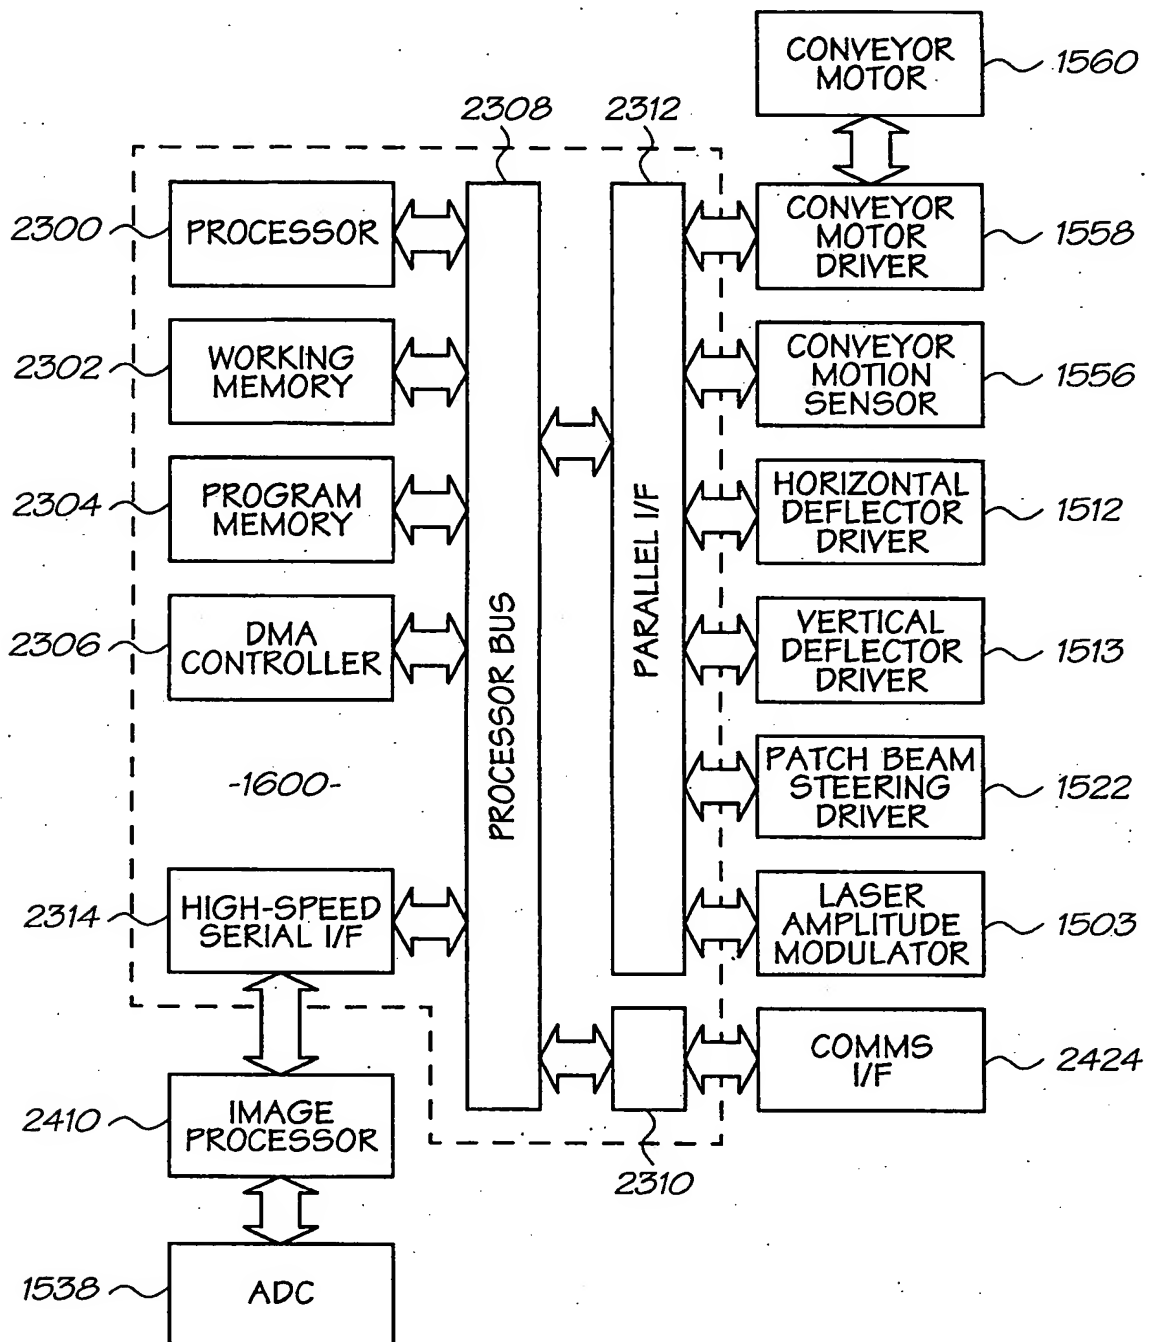 CONVEYOR
MOTOR
1560
2308
2312
2300
PROCESSOR
CONVEYOR
MOTOR
DRIVER
1558
2302
WORKING
MEMORY
CONVEYOR
MOTION
SENSOR
1556
2304
PROGRAM
MEMORY
HORIZONTAL
DEFLECTOR
DRIVER
1512
2306
DMA
CONTROLLER
PROCESSOR BUS
PARALLEL I/F
VERTICAL
DEFLECTOR
DRIVER
1513
-1600-
PATCH BEAM
STEERING
DRIVER
1522
2314
HIGH-SPEED
SERIAL I/F
LASER
AMPLITUDE
MODULATOR
1503
COMMS
I/F
2424
2410
IMAGE
PROCESSOR
2310
1538
ADC